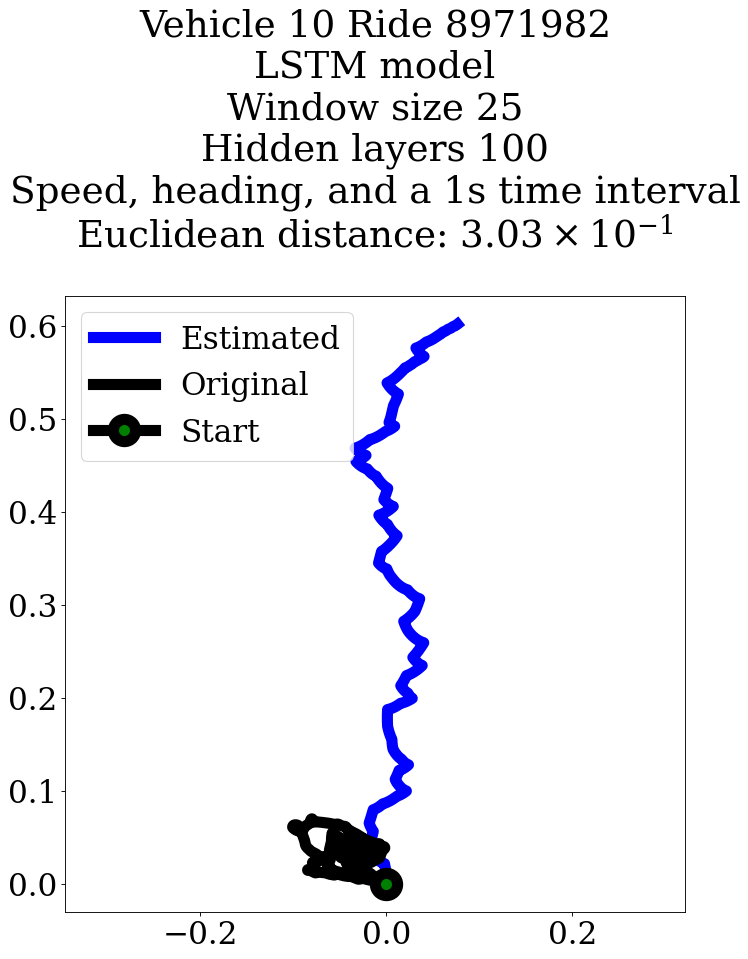 Vehicle 10 Ride 8971982
LSTM model
Window size 25
Hidden layers 100
Speed, heading, and a 1s time interval
Euclidean distance: 3.03 × 10⁻¹
Estimated
Original
Start
0.6
0.5
0.4
0.3
0.2
0.1
0.0
−0.2 0.0 0.2